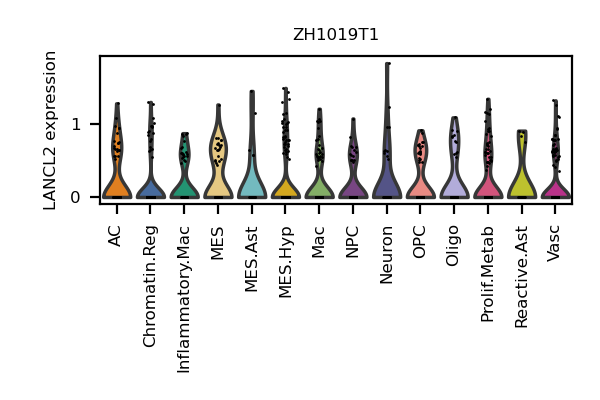 ZH1019T1
LANCL2 expression
1
0
AC
Chromatin.Reg
Inflammatory.Mac
MES
MES.Ast
MES.Hyp
Mac
NPC
Neuron
OPC
Oligo
Prolif.Metab
Reactive.Ast
Vasc